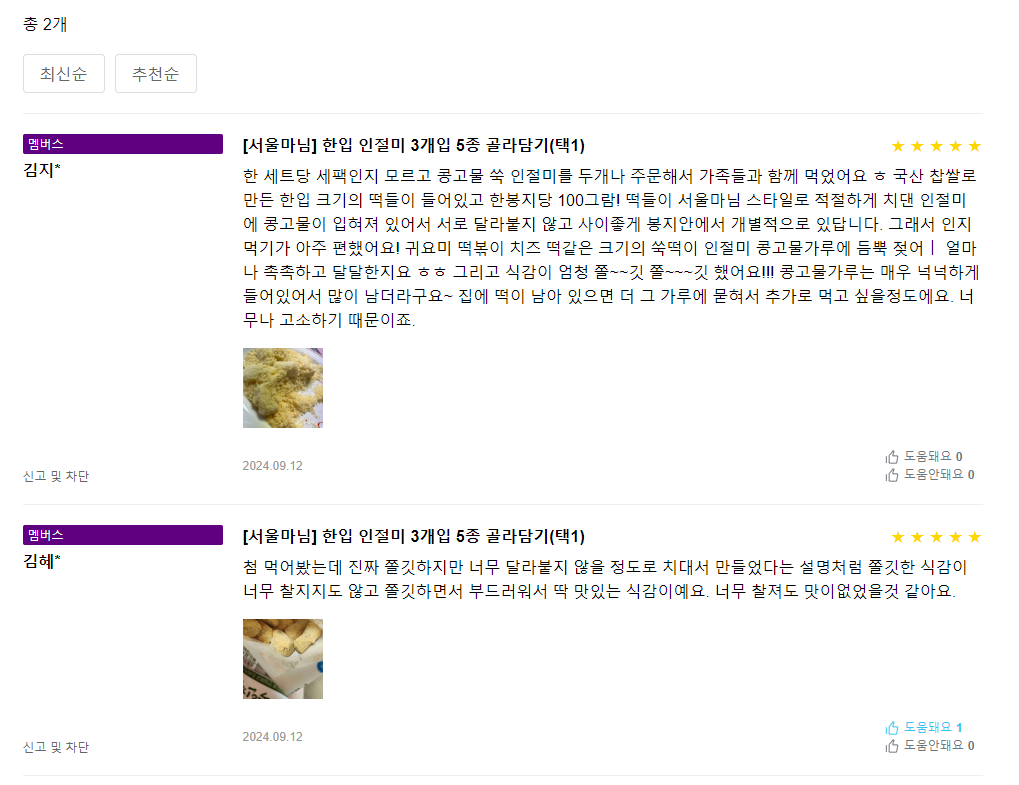 총 2개
최신순 추천순
멤버스
김지*
[서울마님] 한입 인절미 3개입 5종 골라담기(택1) ★★★★★
한 세트당 세팩인지 모르고 콩고물 쑥 인절미를 두개나 주문해서 가족들과 함께 먹었어요 ㅎ 국산 찹쌀로
만든 한입 크기의 떡들이 들어있고 한봉지당 100그람! 떡들이 서울마님 스타일로 적절하게 치댄 인절미
에 콩고물이 입혀져 있어서 서로 달라붙지 않고 사이좋게 봉지안에서 개별적으로 있답니다. 그래서 인지
먹기가 아주 편했어요! 귀요미 떡볶이 치즈 떡같은 크기의 쑥떡이 인절미 콩고물가루에 듬뿍 젖어ㅣ 얼마
나 촉촉하고 달달한지요 ㅎㅎ 그리고 식감이 엄청 쫄~~깃 쫄~~~깃 했어요!!! 콩고물가루는 매우 넉넉하게
들어있어서 많이 남더라구요~ 집에 떡이 남아 있으면 더 그 가루에 묻혀서 추가로 먹고 싶을정도에요. 너
무나 고소하기 때문이죠.
2024.09.12
도움돼요 0
도움안돼요 0
신고 및 차단
멤버스
김혜*
[서울마님] 한입 인절미 3개입 5종 골라담기(택1) ★★★★★
첨 먹어봤는데 진짜 쫄깃하지만 너무 달라붙지 않을 정도로 치대서 만들었다는 설명처럼 쫄깃한 식감이
너무 찰지지도 않고 쫄깃하면서 부드러워서 딱 맛있는 식감이예요. 너무 찰져도 맛이없었을것 같아요.
2024.09.12
도움돼요 1
도움안돼요 0
신고 및 차단